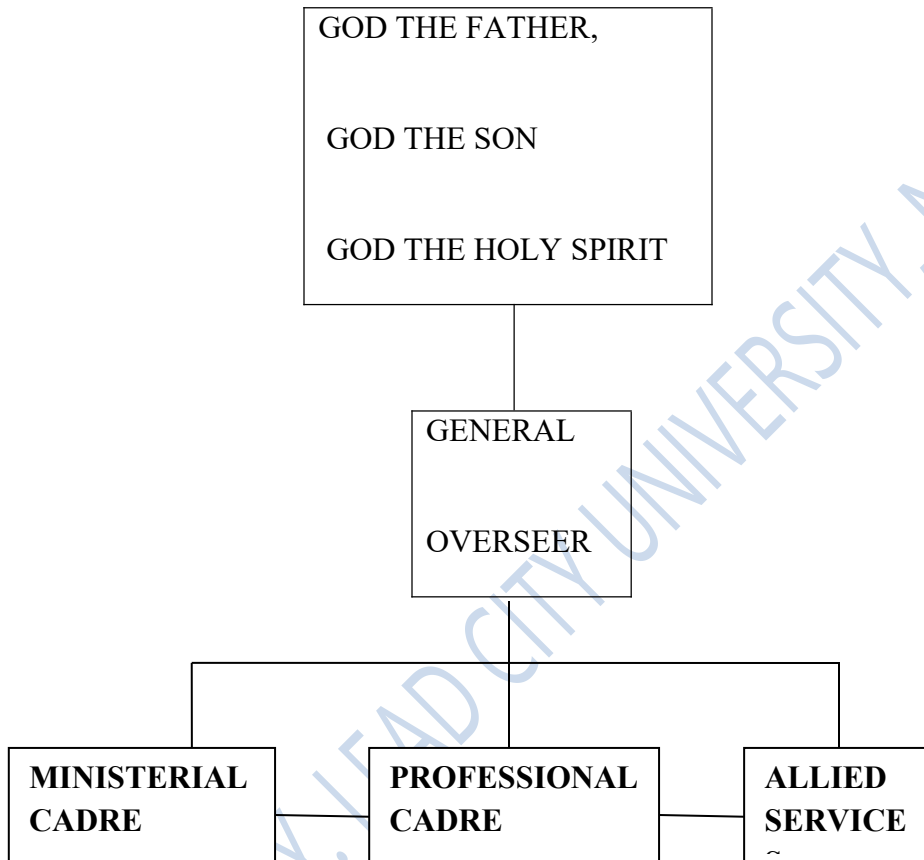 GOD THE FATHER,
GOD THE SON
GOD THE HOLY SPIRIT
GENERAL
OVERSEER
MINISTERIAL
CADRE
PROFESSIONAL
CADRE
ALLIED
SERVICE
S
LEAD CITY UNIVERSITY,